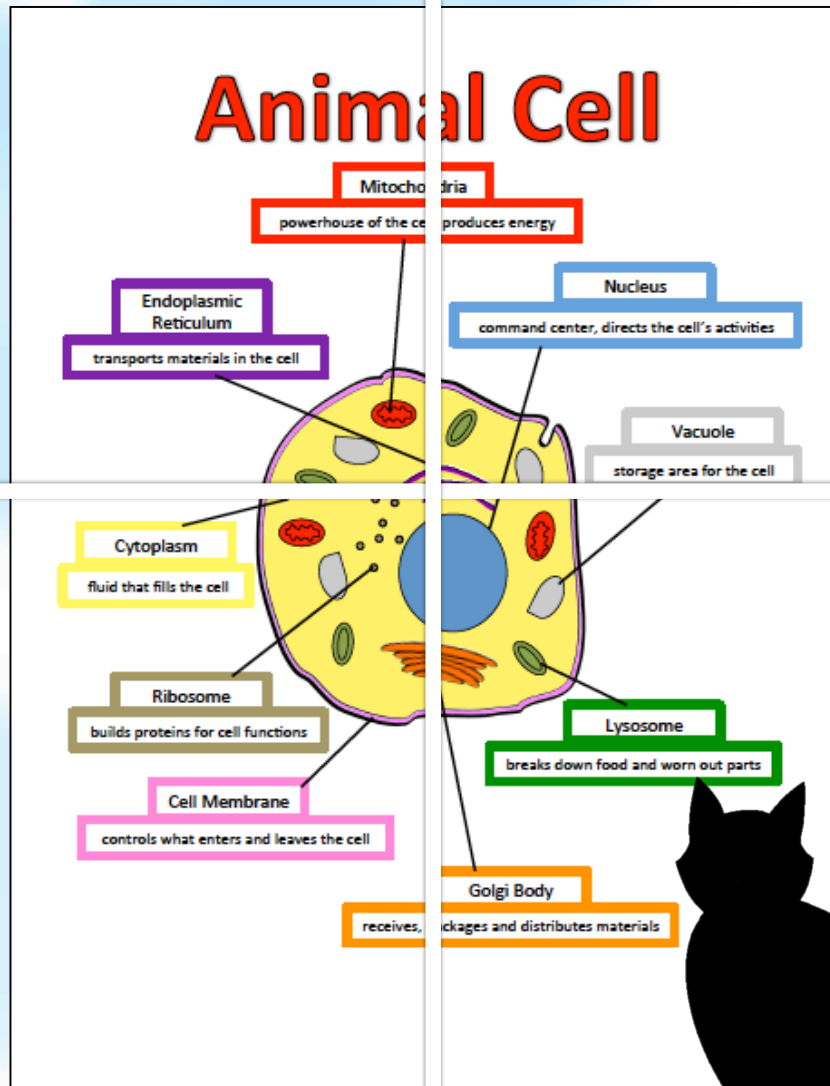 Animal Cell
Mitochondria
powerhouse of the cell, produces energy
Endoplasmic
Reticulum
transports materials in the cell
Nucleus
command center, directs the cell's activities
Vacuole
storage area for the cell
Cytoplasm
fluid that fills the cell
Ribosome
builds proteins for cell functions
Lysosome
breaks down food and worn out parts
Cell Membrane
controls what enters and leaves the cell
Golgi Body
receives, packages and distributes materials